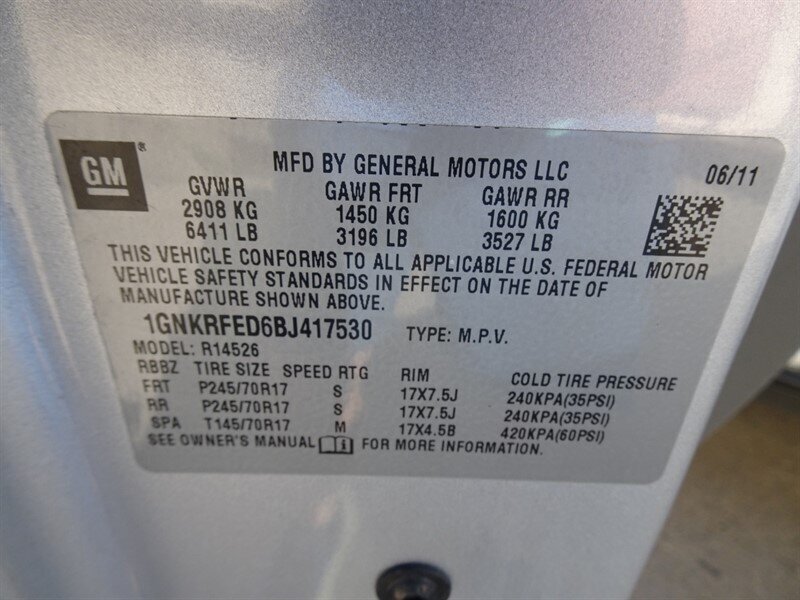 GM ® MFD BY GENERAL MOTORS LLC 06/11
GVWR GAWR FRT GAWR RR
2908 KG 1450 KG 1600 KG
6411 LB 3196 LB 3527 LB
THIS VEHICLE CONFORMS TO ALL APPLICABLE U.S. FEDERAL MOTOR
VEHICLE SAFETY STANDARDS IN EFFECT ON THE DATE OF
MANUFACTURE SHOWN ABOVE.
1GNKRFED6BJ417530 TYPE: M.P.V.
MODEL: R14526
RBBZ TIRE SIZE SPEED RTG RIM COLD TIRE PRESSURE
FRT P245/70R17 S 17X7.5J 240KPA(35PSI)
RR P245/70R17 S 17X7.5J 240KPA(35PSI)
SPA T145/70R17 M 17X4.5B 420KPA(60PSI)
SEE OWNER'S MANUAL FOR MORE INFORMATION.